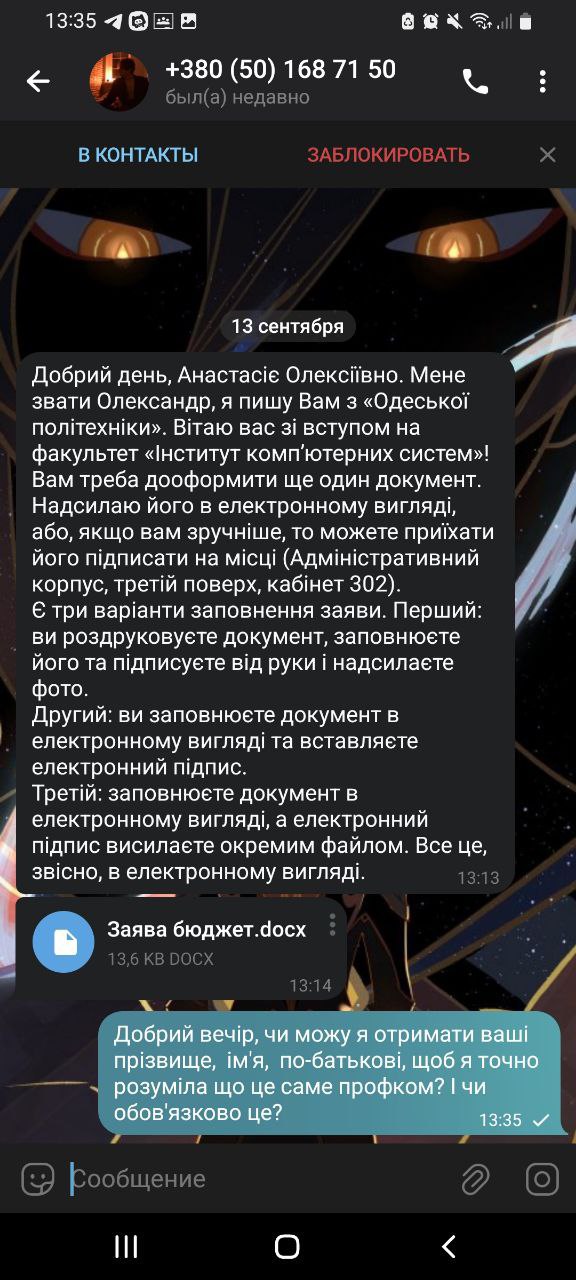 13:35
+380 (50) 168 71 50
был(а) недавно
В КОНТАКТЫ
ЗАБЛОКИРОВАТЬ
13 сентября
Добрий день, Анастасіє Олексіївно. Мене
звати Олександр, я пишу Вам з «Одеської
політехніки». Вітаю вас зі вступом на
факультет «Інститут комп’ютерних систем»!
Вам треба дооформити ще один документ.
Надсилаю його в електронному вигляді,
або, якщо вам зручніше, то можете приїхати
його підписати на місці (Адміністративний
корпус, третій поверх, кабінет 302).
Є три варіанти заповнення заяви. Перший:
ви роздруковуєте документ, заповнюєте
його та підписуєте від руки і надсилаєте
фото.
Другий: ви заповнюєте документ в
електронному вигляді та вставляєте
електронний підпис.
Третій: заповнюєте документ в
електронному вигляді, а електронний
підпис висилаєте окремим файлом. Все це,
звісно, в електронному вигляді.
13:13
Заява бюджет.docx
13,6 KB DOCX
13:14
Добрий вечір, чи можу я отримати ваші
прізвище, ім'я, по-батькові, щоб я точно
розуміла що це саме профком? І чи
обов'язково це?
13:35
Сообщение